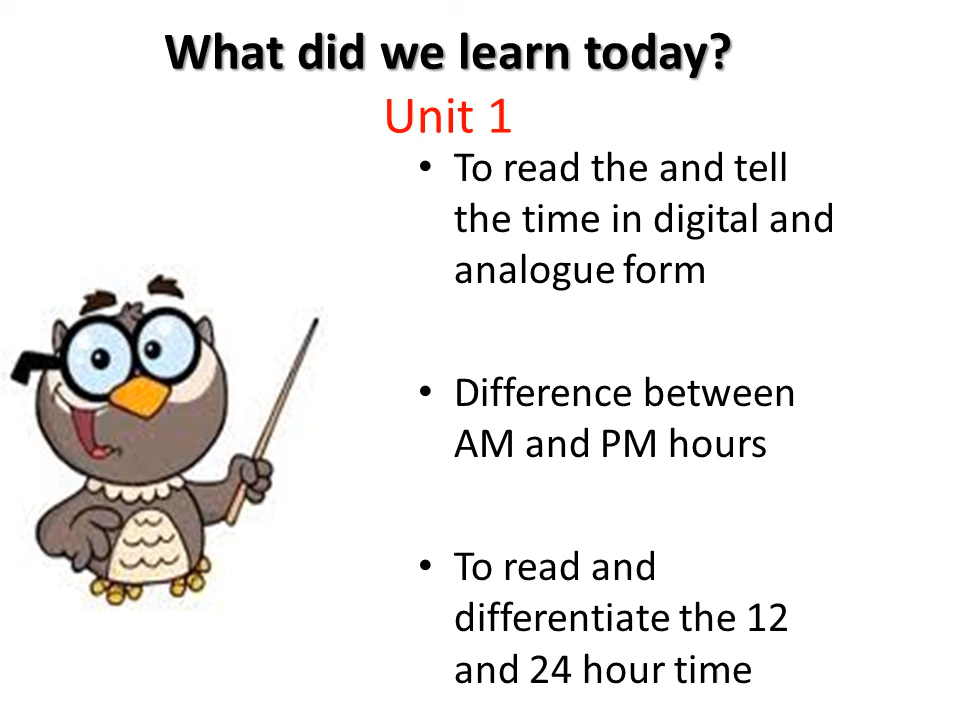 What did we learn today?
Unit 1
• To read the and tell
the time in digital and
analogue form
• Difference between
AM and PM hours
• To read and
differentiate the 12
and 24 hour time